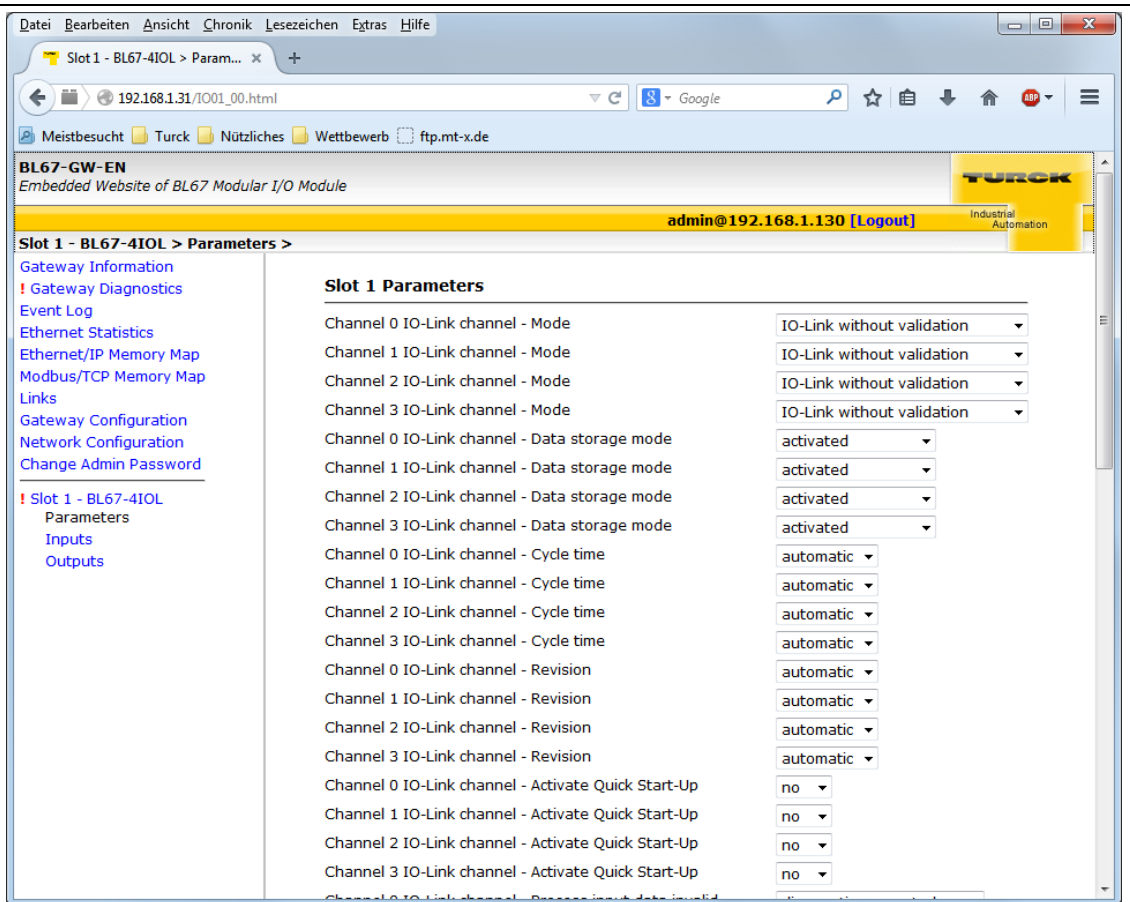 Datei Bearbeiten Ansicht Chronik Lesezeichen Extras Hilfe
Slot 1 - BL67-4IOL > Param... × +
192.168.1.31/IO01_00.html 8 Google ABP
Meistbesucht Turck Nützliches Wettbewerb ftp.mt-x.de
BL67-GW-EN
Embedded Website of BL67 Modular I/O Module
TURCK
Industrial
Automation
admin@192.168.1.130 [Logout]
Slot 1 - BL67-4IOL > Parameters >
Gateway Information
! Gateway Diagnostics
Event Log
Ethernet Statistics
Ethernet/IP Memory Map
Modbus/TCP Memory Map
Links
Gateway Configuration
Network Configuration
Change Admin Password
! Slot 1 - BL67-4IOL
Parameters
Inputs
Outputs
Slot 1 Parameters
Channel 0 IO-Link channel - Mode IO-Link without validation
Channel 1 IO-Link channel - Mode IO-Link without validation
Channel 2 IO-Link channel - Mode IO-Link without validation
Channel 3 IO-Link channel - Mode IO-Link without validation
Channel 0 IO-Link channel - Data storage mode activated
Channel 1 IO-Link channel - Data storage mode activated
Channel 2 IO-Link channel - Data storage mode activated
Channel 3 IO-Link channel - Data storage mode activated
Channel 0 IO-Link channel - Cycle time automatic
Channel 1 IO-Link channel - Cycle time automatic
Channel 2 IO-Link channel - Cycle time automatic
Channel 3 IO-Link channel - Cycle time automatic
Channel 0 IO-Link channel - Revision automatic
Channel 1 IO-Link channel - Revision automatic
Channel 2 IO-Link channel - Revision automatic
Channel 3 IO-Link channel - Revision automatic
Channel 0 IO-Link channel - Activate Quick Start-Up no
Channel 1 IO-Link channel - Activate Quick Start-Up no
Channel 2 IO-Link channel - Activate Quick Start-Up no
Channel 3 IO-Link channel - Activate Quick Start-Up no
Channel 0 IO-Link channel - Process input data invalid